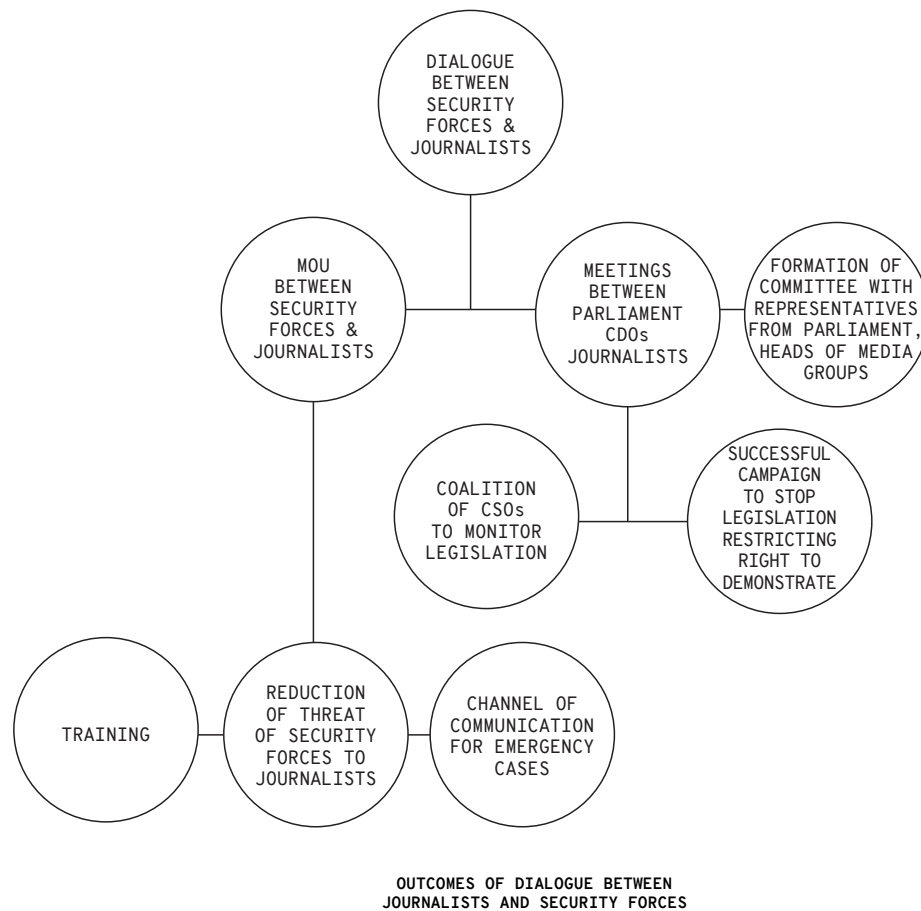 DIALOGUE
BETWEEN
SECURITY
FORCES &
JOURNALISTS
MOU
BETWEEN
SECURITY
FORCES &
JOURNALISTS
MEETINGS
BETWEEN
PARLIAMENT
CDOs
JOURNALISTS
FORMATION OF
COMMITTEE WITH
REPRESENTATIVES
FROM PARLIAMENT,
HEADS OF MEDIA
GROUPS
COALITION
OF CSOs
TO MONITOR
LEGISLATION
SUCCESSFUL
CAMPAIGN
TO STOP
LEGISLATION
RESTRICTING
RIGHT TO
DEMONSTRATE
TRAINING
REDUCTION
OF THREAT
OF SECURITY
FORCES TO
JOURNALISTS
CHANNEL OF
COMMUNICATION
FOR EMERGENCY
CASES
OUTCOMES OF DIALOGUE BETWEEN
JOURNALISTS AND SECURITY FORCES